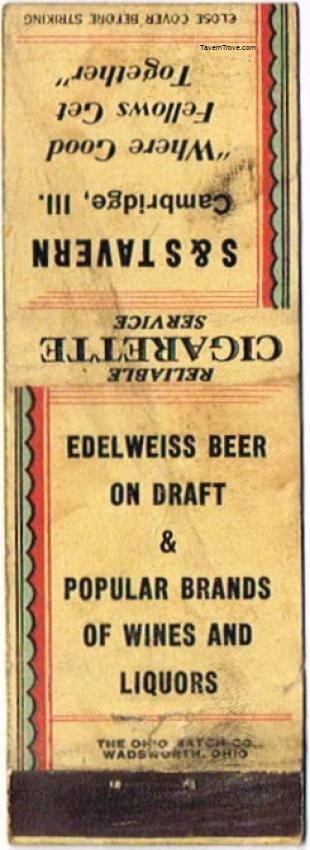 CLOSE COVER BEFORE STRIKING
TavernTrove.com
"Where Good
Fellows Get
Together"
Cambridge, Ill.
S & S TAVERN
RELIABLE
CIGARETTE
SERVICE
EDELWEISS BEER
ON DRAFT
&
POPULAR BRANDS
OF WINES AND
LIQUORS
THE OHIO MATCH CO.
WADSWORTH, OHIO